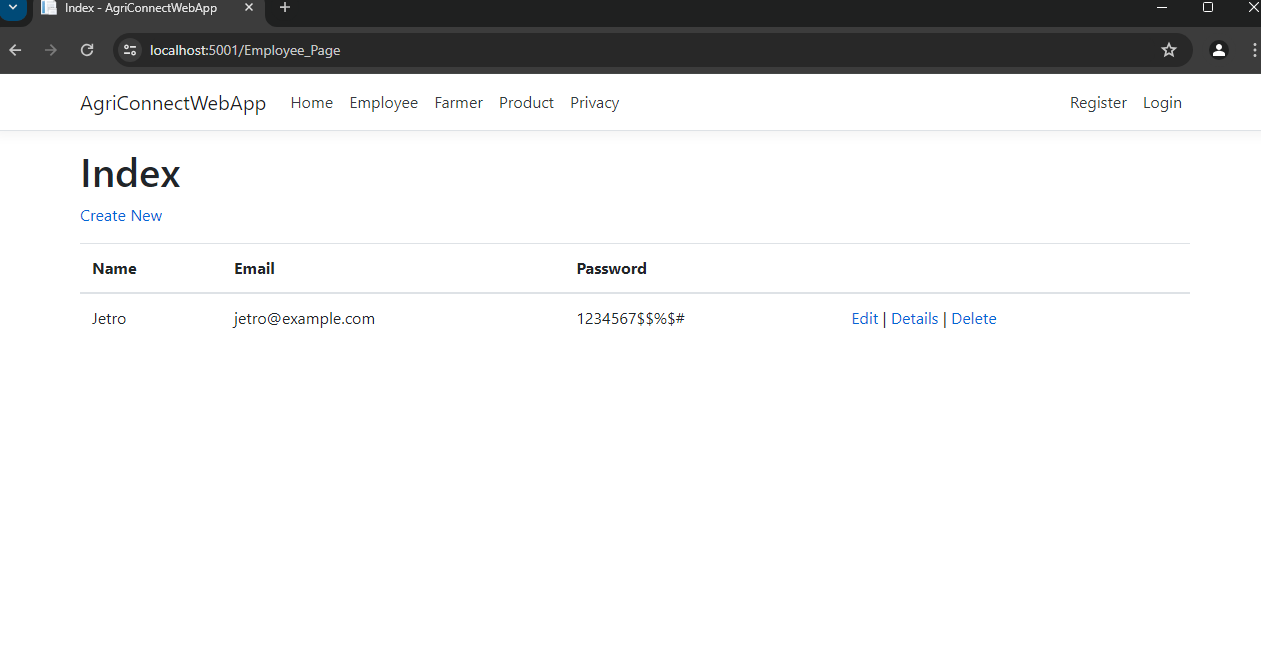 Index - AgriConnectWebApp
localhost:5001/Employee_Page
AgriConnectWebApp Home Employee Farmer Product Privacy Register Login
Index
Create New
Name Email Password
Jetro jetro@example.com 1234567$$%$# Edit | Details | Delete